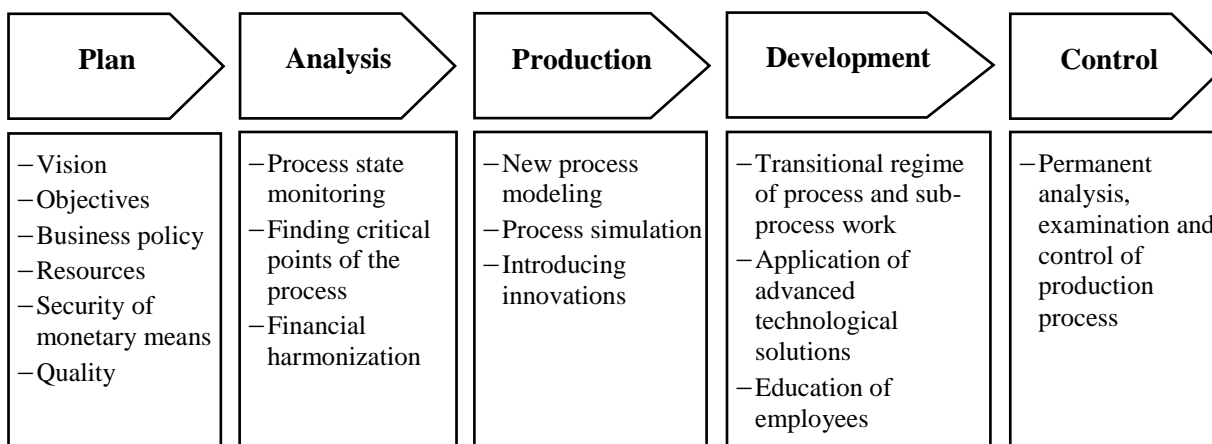 Plan
Analysis
Production
Development
Control
–Vision
–Objectives
–Business policy
–Resources
–Security of
monetary means
–Quality
–Process state
monitoring
–Finding critical
points of the
process
–Financial
harmonization
–New process
modeling
–Process simulation
–Introducing
innovations
–Transitional regime
of process and sub-
process work
–Application of
advanced
technological
solutions
–Education of
employees
–Permanent
analysis,
examination and
control of
production
process